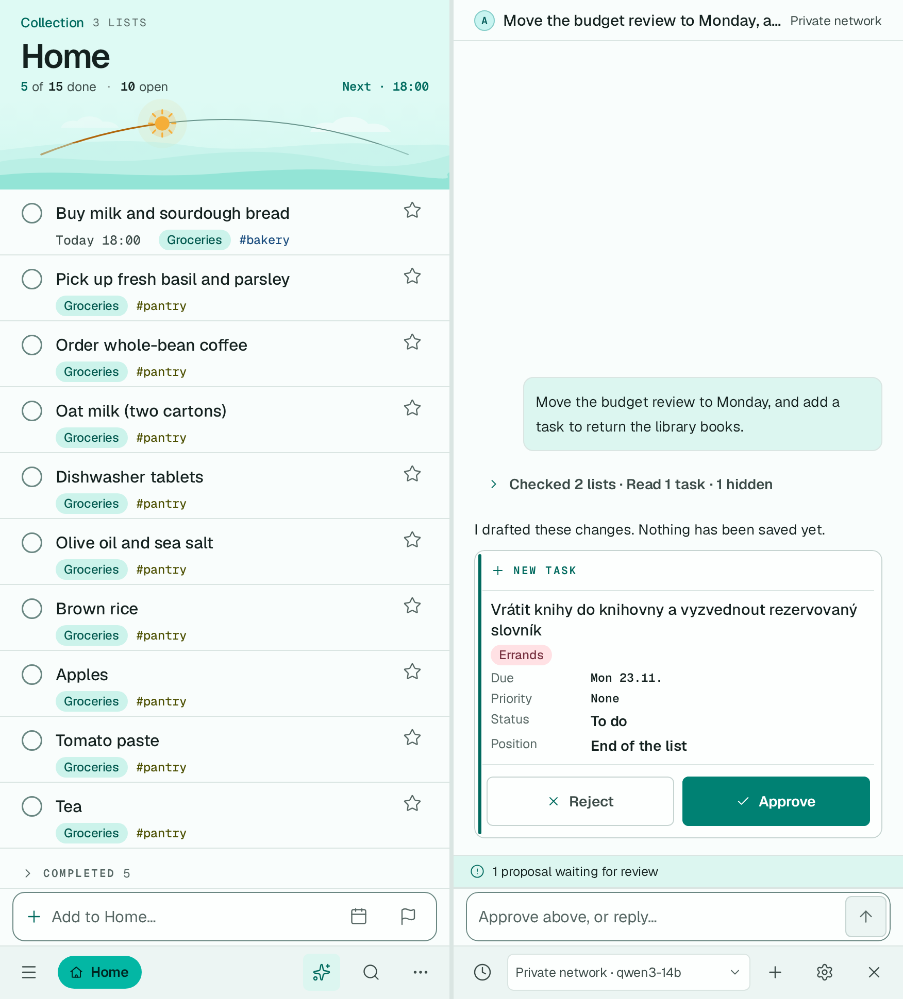 Collection 3 LISTS
Home
5 of 15 done · 10 open
Next · 18:00
Buy milk and sourdough bread
Today 18:00 Groceries #bakery
Pick up fresh basil and parsley
Groceries #pantry
Order whole-bean coffee
Groceries #pantry
Oat milk (two cartons)
Groceries #pantry
Dishwasher tablets
Groceries #pantry
Olive oil and sea salt
Groceries #pantry
Brown rice
Groceries #pantry
Apples
Groceries #pantry
Tomato paste
Groceries #pantry
Tea
Groceries #pantry
COMPLETED 5
Add to Home...
Home
A Move the budget review to Monday, a... Private network
Move the budget review to Monday, and add a
task to return the library books.
Checked 2 lists · Read 1 task · 1 hidden
I drafted these changes. Nothing has been saved yet.
NEW TASK
Vrátit knihy do knihovny a vyzvednout rezervovaný
slovník
Errands
Due Mon 23.11.
Priority None
Status To do
Position End of the list
Reject
Approve
1 proposal waiting for review
Approve above, or reply...
Private network · qwen3-14b